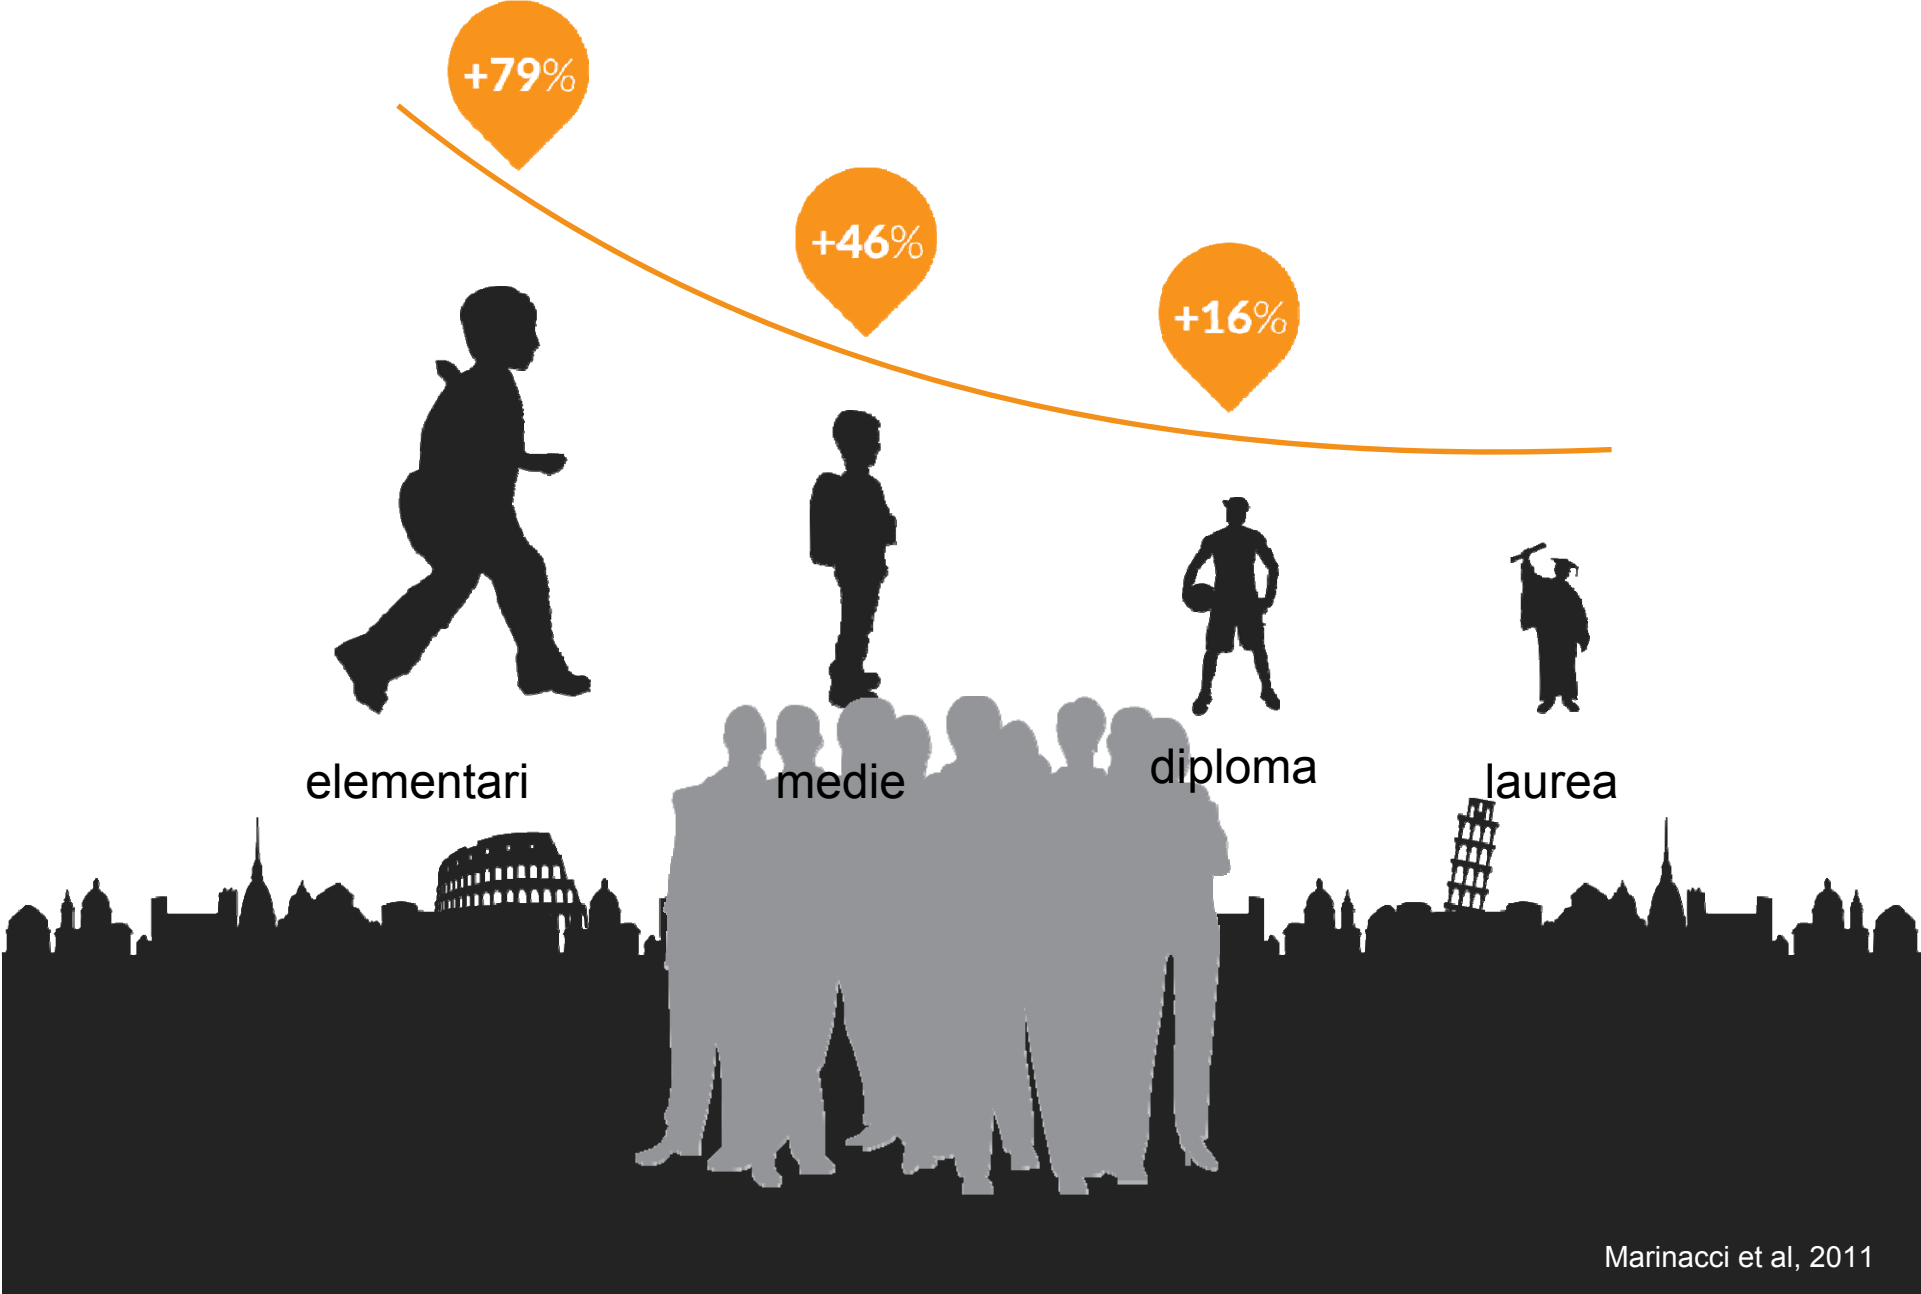 +79%
+46%
+16%
elementari
medie
diploma
laurea
Marinacci et al, 2011